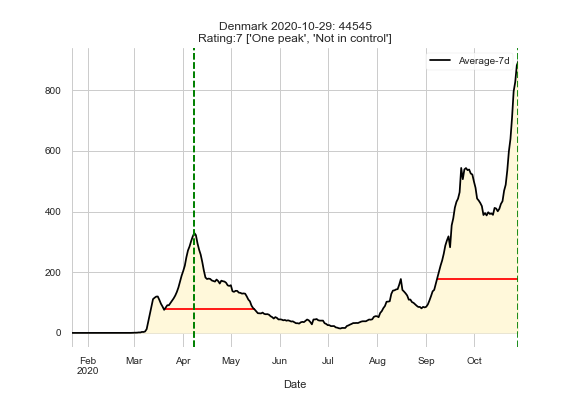 Denmark 2020-10-29: 44545
Rating:7 ['One peak', 'Not in control']
Average-7d
800
600
400
200
0
Feb Mar Apr May Jun Jul Aug Sep Oct
2020
Date